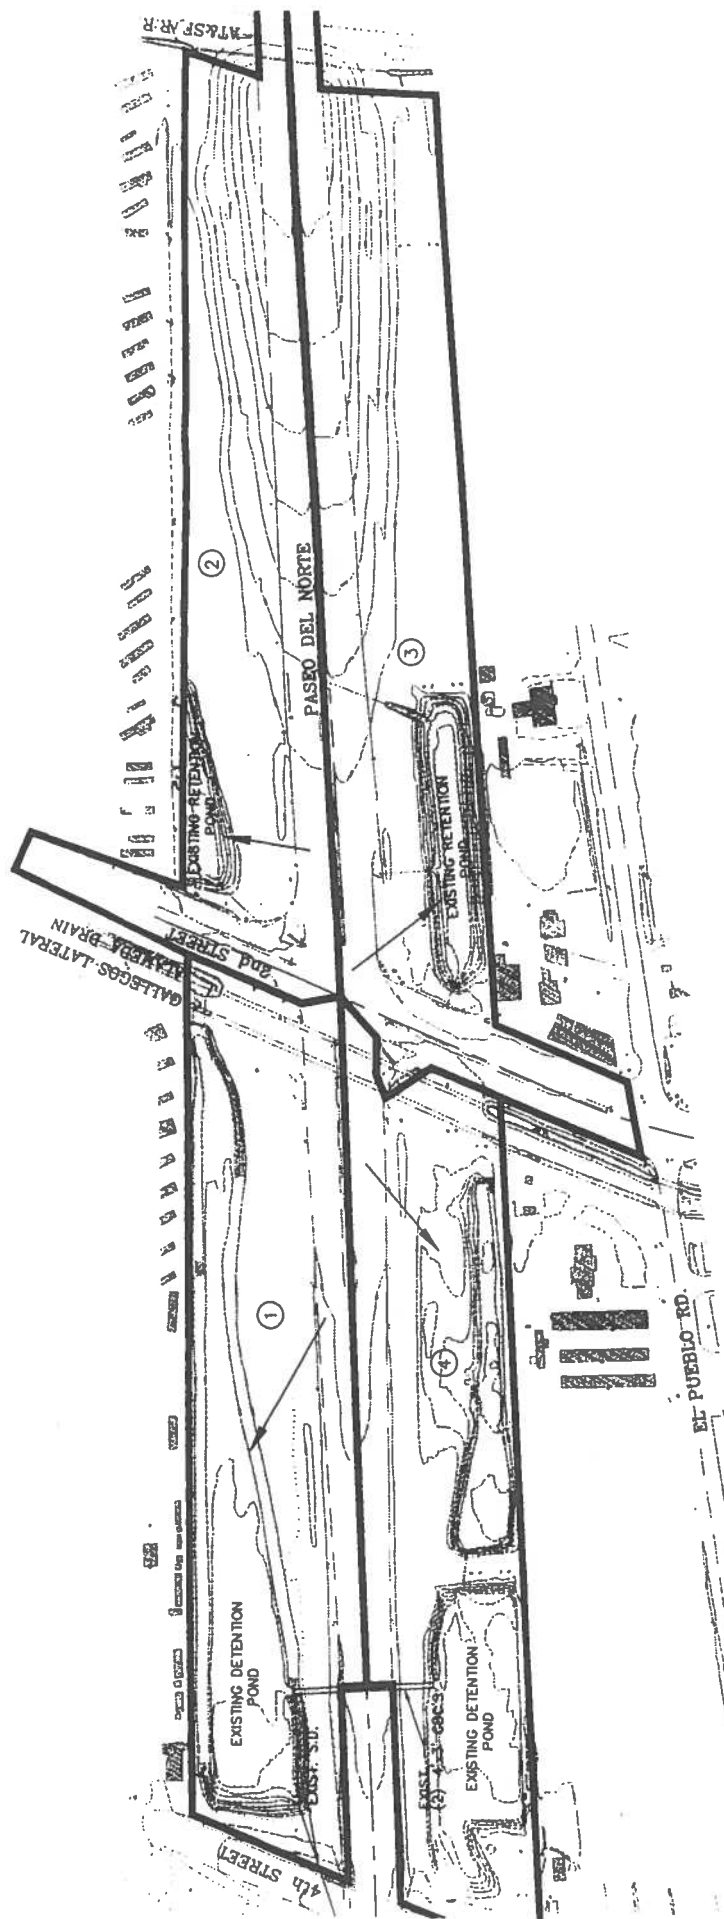 AT&SF R.R.
2
PASEO DEL NORTE
3
EXISTING RETENTION
POND
EXISTING RETENTION
POND
2nd STREET
ALAMEDA DRAIN
GALLEGOS LATERAL
1
4
EL PUEBLO RD.
EXISTING DETENTION
POND
EXIST. S.D.
EXIST.
EXISTING DETENTION
POND
4th STREET